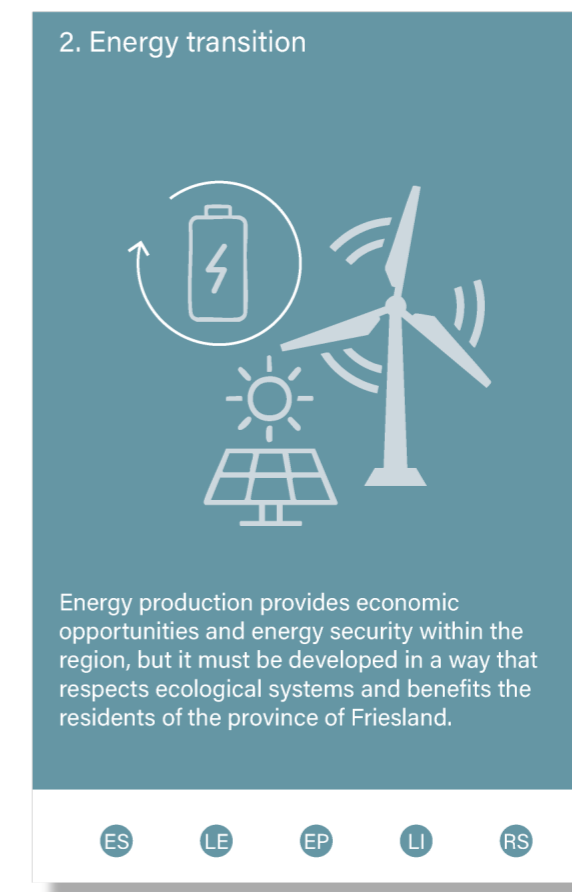 2. Energy transition
Energy production provides economic
opportunities and energy security within the
region, but it must be developed in a way that
respects ecological systems and benefits the
residents of the province of Friesland.
ES LE EP LI RS